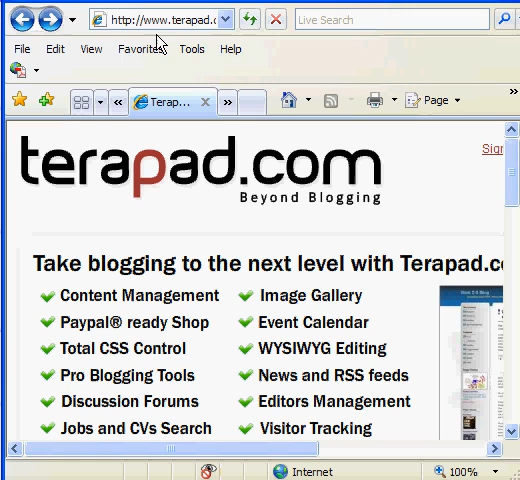 http://www.terapad.c
Live Search
File Edit View Favorites Tools Help
Terap...
Page
terapad.com
Sign
Beyond Blogging
Take blogging to the next level with Terapad.co
Content Management
Image Gallery
Paypal® ready Shop
Event Calendar
Total CSS Control
WYSIWYG Editing
Pro Blogging Tools
News and RSS feeds
Discussion Forums
Editors Management
Jobs and CVs Search
Visitor Tracking
Internet
100%